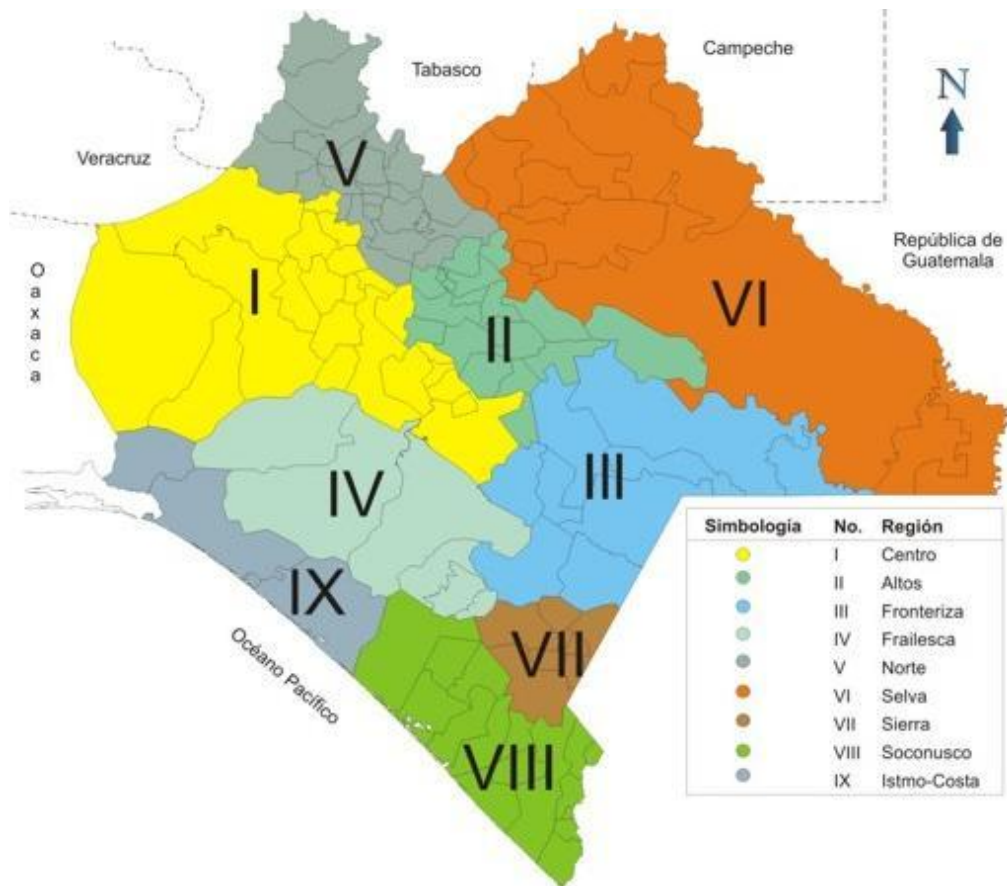 Campeche
Tabasco
N
Veracruz
V
República de
Guatemala
Oaxaca
I
VI
II
III
IV
Simbología No. Región
I Centro
II Altos
III Fronteriza
IV Frailesca
V Norte
VI Selva
VII Sierra
VIII Soconusco
IX Istmo-Costa
IX
VII
Océano Pacífico
VIII